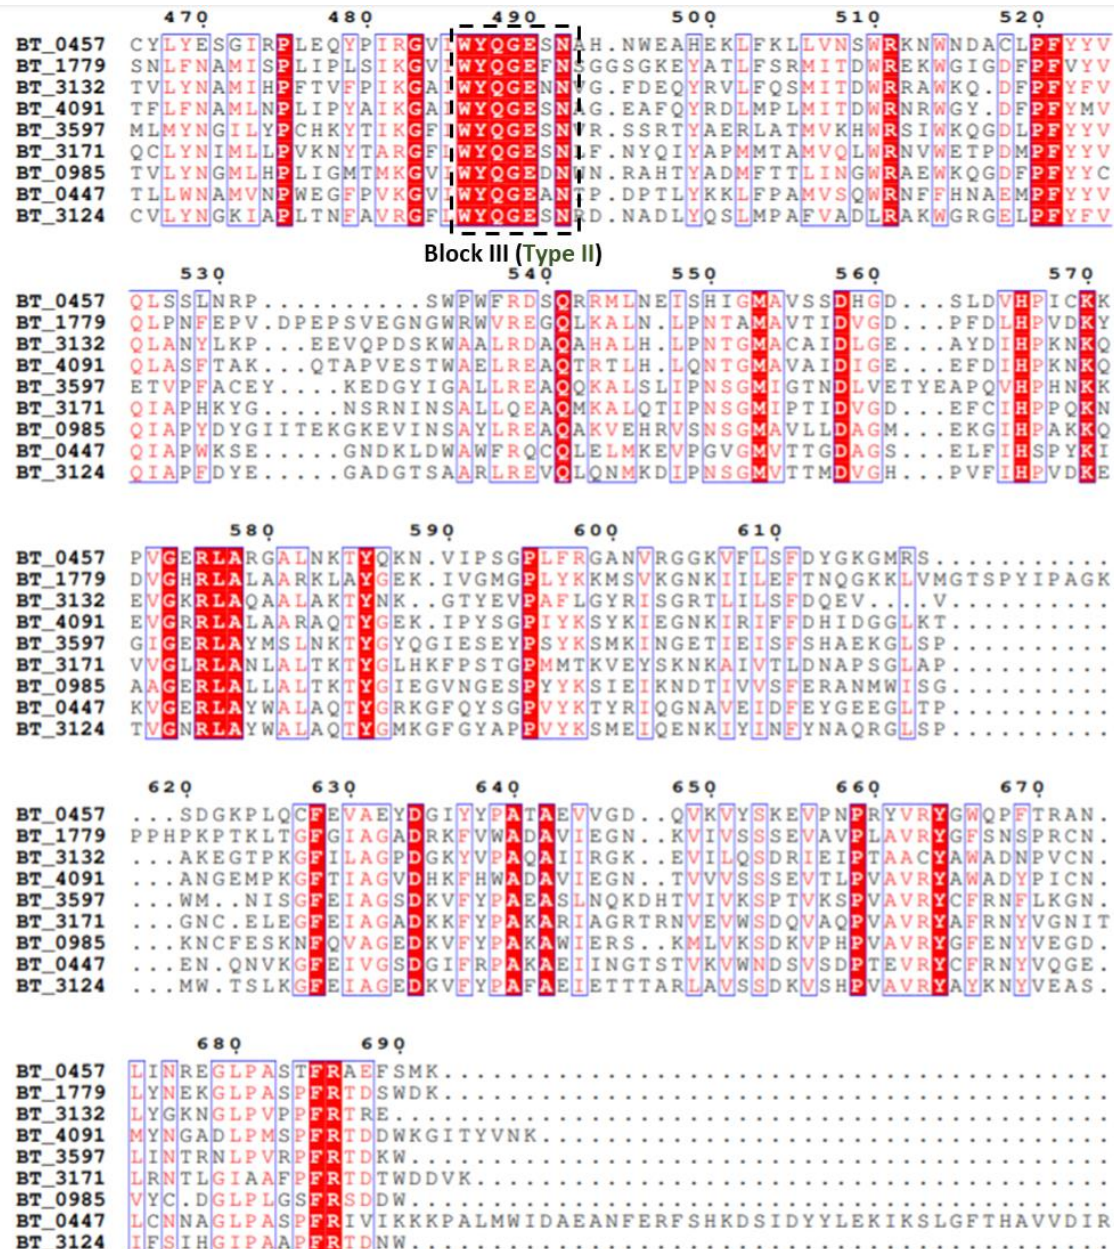 470 480 490 500 510 520
BT_0457 CYLYESGIRPLEQYPIRGVIWYQGESNAH.NWEAHEKLFKLLVNSWRKNWNDACLPFYYV
BT_1779 SNLFNAMISPLIPLSIKGVIWYQGEFNSGGSGKEYATLFSRMITDWREKWGIGDFPFVYV
BT_3132 TVLYNAMIHPFTVFPIKGAIWYQGENNVG.FDEQYRVLFQSMITDWRRAWKQ.DFPFYFV
BT_4091 TFLFNAMLNPLIPYAIKGAIWYQGESNAG.EAFQYRDLMPLMITDWRNRWGY.DFPFYMV
BT_3597 MLMYNGILYPCHKYTIKGFIWYQGESNVR.SSRTYAERLATMVKHWRSIWKQGDLPFYYV
BT_3171 QCLYNIMLLPVKNYTARGFLWYQGESNLF.NYQIYAPMMTAMVQLWRNVWETPDMPFYYV
BT_0985 TVLYNGMLHPLIGMTMKGVIWYQGEDNWN.RAHTYADMFTTLINGWRAEWKQGDFPFYYC
BT_0447 TLLWNAMVNPWEGFPVKGVIWYQGEANTP.DPTLYKKLFPAMVSQWRNFFHNAEMPFYYV
BT_3124 CVLYNGKIAPLTNFAVRGFLWYQGESNRD.NADLYQSLMPAFVADLRAKWGRGELPFYFV
Block III (Type II)
530 540 550 560 570
BT_0457 QLSSLNRP..........SWPWFRDSQRRMLNEISHIGMAVSSDHGD...SLDVHPICKK
BT_1779 QLPNFEPV.DPEPSVEGNGWRWVREGQLKALN.LPNTAMAVTIDVGD...PFDLHPVDKY
BT_3132 QLANYLKP...EEVQPDSKWAALRDAQAHALH.LPNTGMACAIDLGE...AYDIHPKNKQ
BT_4091 QLASFTAK...QTAPVESTWAELREAQTRTLH.LQNTGMAVAIDIGE...EFDIHPKNKQ
BT_3597 ETVPFACEY....KEDGYIGALLREAQQKALSLIPNSGMIGTNDLVETYEAPQVHPHNKK
BT_3171 QIAPHKYG.....NSRNINSALLQEAQMKALQTIPNSGMIPTIDVGD...EFCIHPPQKN
BT_0985 QIAPYDYGIITEKGKEVINSAYLREAQAKVEHRVSNSGMAVLLDAGM...EKGIHPAKKQ
BT_0447 QIAPWKSE.....GNDKLDWAWFRQCQLELMKEVPGVGMVTTGDAGS...ELFIHSPYKI
BT_3124 QIAPFDYE.....GADGTSAARLREVQLQNMKDIPNSGMVTTMDVGH...PVFIHPVDKE
580 590 600 610
BT_0457 PVGERLARGALNKTYQKN.VIPSGPLFRGANVRGGKVFLSFDYGKGMRS...........
BT_1779 DVGHRLALAARKLAYGEK.IVGMGPLYKKMSVKGNKIILEFTNQGKKLVMGTSPYIPAGK
BT_3132 EVGKRLAQAALAKTYNK..GTYEVPAFLGYRISGRTLILSFDQEV....V..........
BT_4091 EVGRRLALAARAQTYGEK.IPYSGPIYKSYKIEGNKIRIFFDHIDGGLKT..........
BT_3597 GIGERLAYMSLNKTYGYQGIESEYPSYKSMKINGETIEISFSHAEKGLSP..........
BT_3171 VVGLRLANLALTKTYGLHKFPSTGPMMTKVEYSKNKAIVTLDNAPSGLAP..........
BT_0985 AAGERLALLALTKTYGIEGVNGESPYYKSIEIKNDTIVVSFERANMWISG..........
BT_0447 KVGERLAYWALAQTYGRKGFQYSGPVYKTYRIQGNAVEIDFEYGEEGLTP..........
BT_3124 TVGNRLAYWALAQTYGMKGFGYAPPVYKSMEIQENKIYINFYNAQRGLSP..........
620 630 640 650 660 670
BT_0457 ...SDGKPLQCFEVAEYDGIYYPATAEVVGD..QVKVYSKEVPNPRYVRYGWQPFTRAN.
BT_1779 PPHPKPTKLTGFGIAGADRKFVWADAVIEGN..KVIVSSSEVAVPLAVRYGFSNSPRCN.
BT_3132 ...AKEGTPKGFILAGPDGKYVPAQAIIRGK..EVILQSDRIEIPTAACYAWADNPVCN.
BT_4091 ...ANGEMPKGFTIAGVDHKFHWADAVIEGN..TVVVSSSEVTLPVAVRYAWADYPICN.
BT_3597 ...WM..NISGFEIAGSDKVFYPAEASLNQKDHTVIVKSPTVKSPVAVRYCFRNFLKGN.
BT_3171 ...GNC.ELEGFEIAGADKKFYPAKARIAGRTRNVEVWSDQVAQPVAVRYAFRNYVGNIT
BT_0985 ...KNCFESKNFQVAGEDKVFYPAKAWIERS..KMLVKSDKVPHPVAVRYGFENYVEGD.
BT_0447 ...EN.QNVKGFEIVGSDGIFRPAKAEIINGTSTVKVWNDSVSDPTEVRYCFRNYVQGE.
BT_3124 ...MW.TSLKGFEIAGEDKVFYPAFAEIETTTARLAVSSDKVSHPVAVRYAYKNYVEAS.
680 690
BT_0457 LINREGLPASTFRAEFSMK.........................................
BT_1779 LYNEKGLPASPFRTDSWDK.........................................
BT_3132 LYGKNGLPVPPFRTRE............................................
BT_4091 MYNGADLPMSPFRTDDWKGITYVNK...................................
BT_3597 LINTRNLPVRPFRTDKW...........................................
BT_3171 LRNTLGIAAFPFRTDTWDDVK.......................................
BT_0985 VYC.DGLPLGSFRSDDW...........................................
BT_0447 LCNNAGLPASPFRIVIKKKPALMWIDAEANFERFSHKDSIDYYLEKIKSLGFTHAVVDIR
BT_3124 IFSIHGIPAAPFRTDNW...........................................